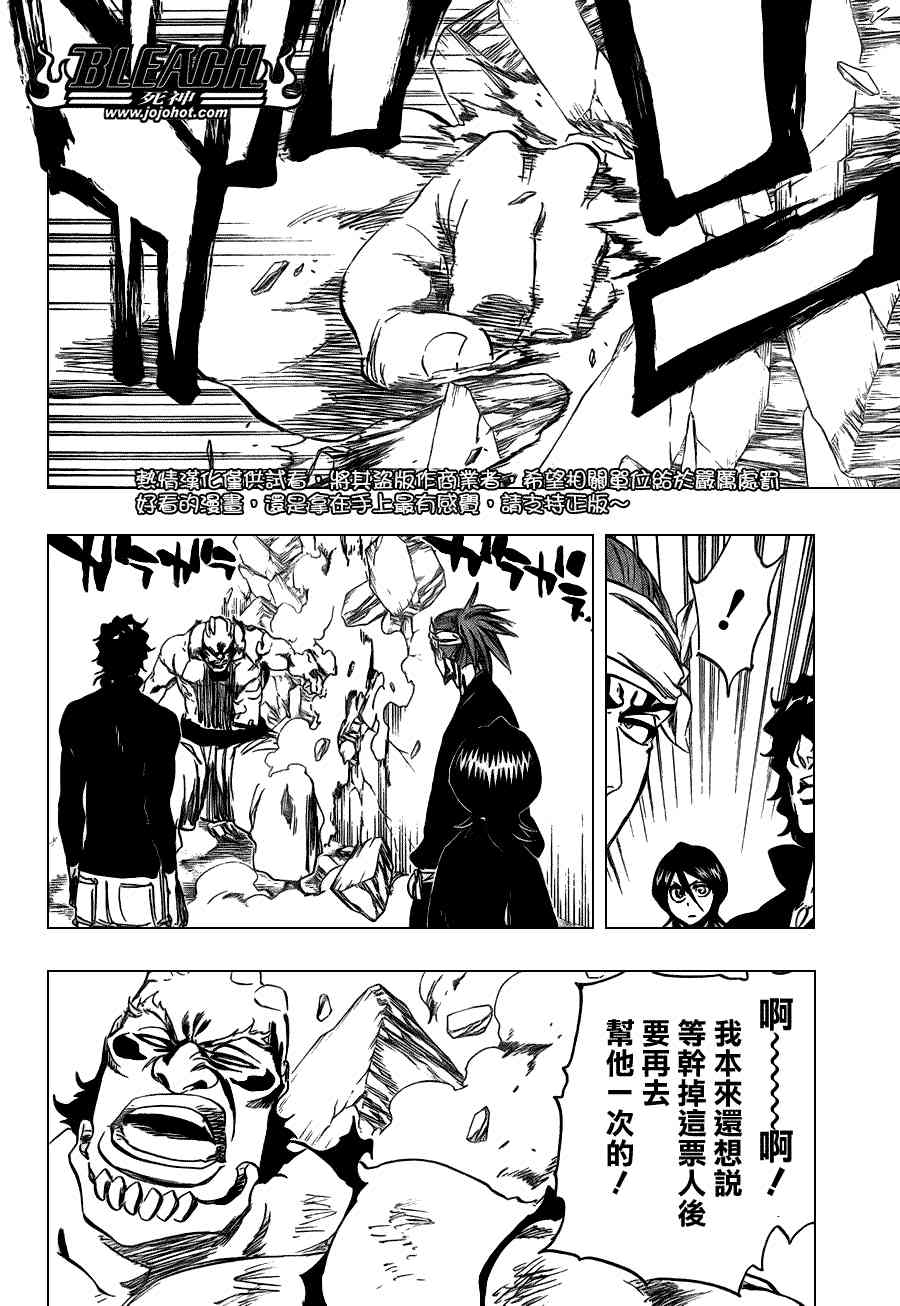 BLEACH
死神
www.jojohot.com
熱情漢化僅供試看，將其盜版作商業者，希望相關單位給於嚴厲處罰
好看的漫畫，還是拿在手上最有感覺，請支持正版～
！
啊～～～啊！
我本來還想說
等幹掉這票人後
要再去
幫他一次的！